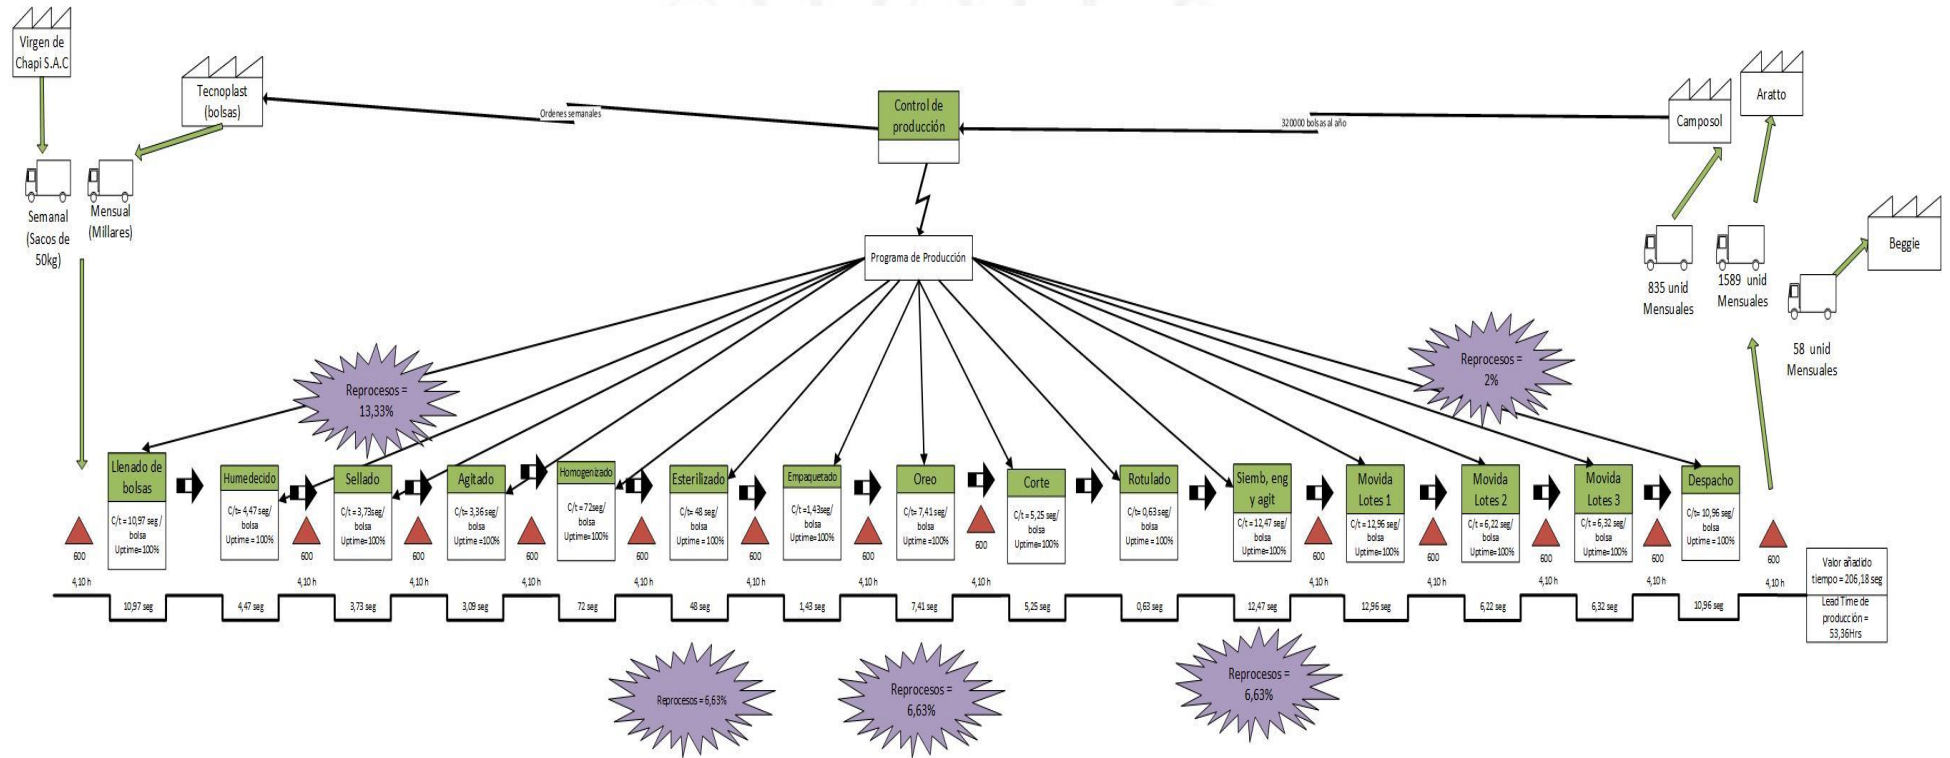 Virgen de
Chapi S.A.C
Tecnoplast
(bolsas)
Semanal
(Sacos de
50kg)
Mensual
(Millares)
Ordenes semanales
Control de
producción
320000 bolsas al año
Camposol
Aratto
Beggie
835 unid
Mensuales
1589 unid
Mensuales
58 unid
Mensuales
Programa de Producción
Reprocesos =
13,33%
Reprocesos =
2%
Llenado de
bolsas
C/t = 10,97 seg /
bolsa
Uptime=100%
Humedecido
C/t= 4,47 seg/
bolsa
Uptime = 100%
Sellado
C/t = 3,73seg/
bolsa
Uptime=100%
Agitado
C/t = 3,36 seg/
bolsa
Uptime =100%
Homogenizado
C/t = 72seg/
bolsa
Uptime=100%
Esterilizado
C/t= 48 seg/
bolsa
Uptime = 100%
Empaquetado
C/t =1,43seg/
bolsa
Uptime=100%
Oreo
C/t= 7,41 seg/
bolsa
Uptime =100%
Corte
C/t = 5,25 seg/
bolsa
Uptime=100%
Rotulado
C/t= 0,63 seg/
bolsa
Uptime = 100%
Siemb, eng
y agit
C/t = 12,47 seg/
bolsa
Uptime=100%
Movida
Lotes 1
C/t = 12,96 seg/
bolsa
Uptime=100%
Movida
Lotes 2
C/t = 6,22 seg/
bolsa
Uptime=100%
Movida
Lotes 3
C/t = 6,32 seg/
bolsa
Uptime=100%
Despacho
C/t= 10,96 seg/
bolsa
Uptime = 100%
600
600
600
600
600
600
600
600
600
600
600
600
600
4,10 h
4,10 h
4,10 h
4,10 h
4,10 h
4,10 h
4,10 h
4,10 h
4,10 h
4,10 h
4,10 h
4,10 h
4,10 h
10,97 seg
4,47 seg
3,73 seg
3,09 seg
72 seg
48 seg
1,43 seg
7,41 seg
5,25 seg
0,63 seg
12,47 seg
12,96 seg
6,22 seg
6,32 seg
10,96 seg
Valor añadido
tiempo = 206,18 seg
Lead Time de
producción =
53,36Hrs
Reprocesos = 6,63%
Reprocesos =
6,63%
Reprocesos =
6,63%